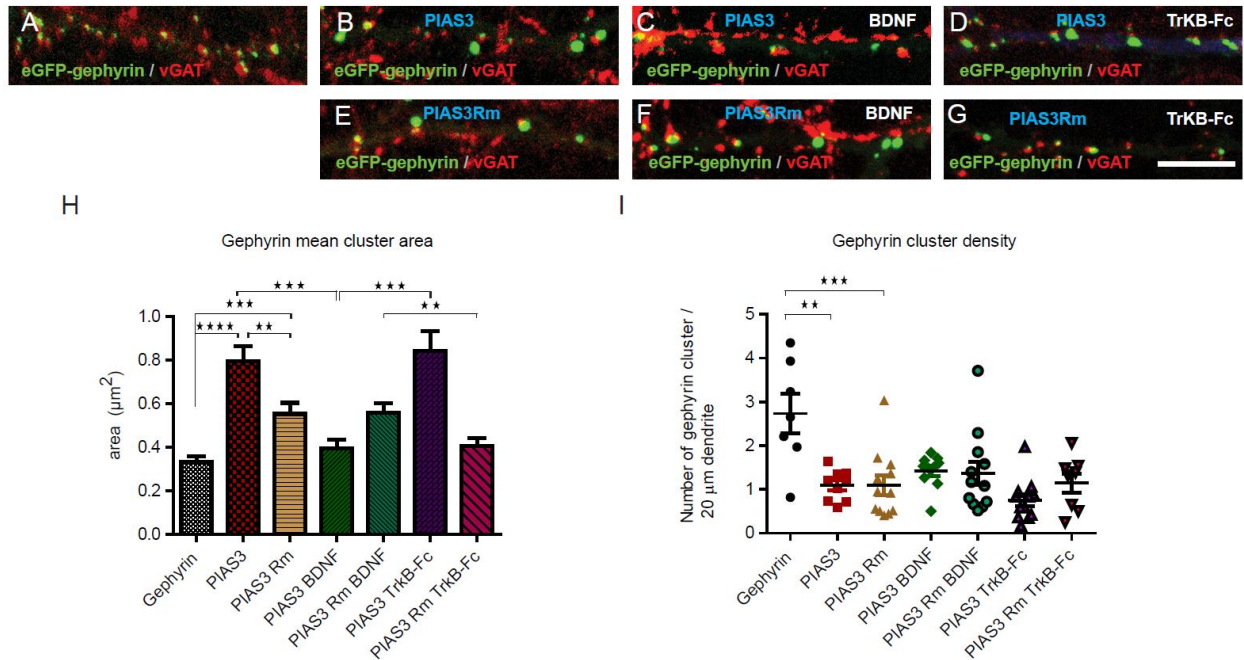 A
eGFP-gephyrin / vGAT
B PIAS3
eGFP-gephyrin / vGAT
C BDNF
eGFP-gephyrin / vGAT
D PIAS3 TrKB-Fc
eGFP-gephyrin / vGAT
E PIAS3Rm
eGFP-gephyrin / vGAT
F PIAS3Rm BDNF
eGFP-gephyrin / vGAT
G PIAS3Rm TrKB-Fc
eGFP-gephyrin / vGAT
H
Gephyrin mean cluster area
★★★ ★★★
★★★ ★★
★★★★ ★★
area (μm²)
1.0
0.8
0.6
0.4
0.2
0.0
Gephyrin
PIAS3
PIAS3 Rm
PIAS3 BDNF
PIAS3 Rm BDNF
PIAS3 TrkB-Fc
PIAS3 Rm TrkB-Fc
I
Gephyrin cluster density
★★★
★★
Number of gephyrin cluster /
20 μm dendrite
5
4
3
2
1
0
Gephyrin
PIAS3
PIAS3 Rm
PIAS3 BDNF
PIAS3 Rm BDNF
PIAS3 TrkB-Fc
PIAS3 Rm TrkB-Fc